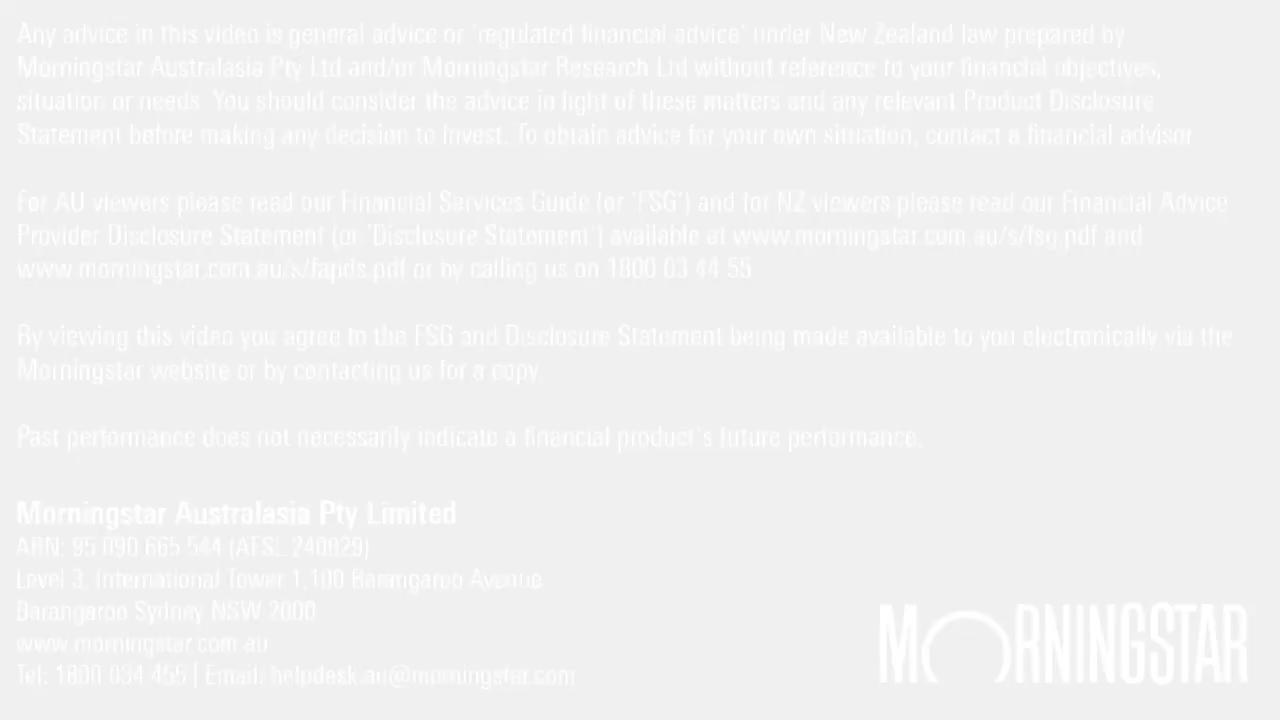 Any advice in this video is general advice or 'regulated financial advice' under New Zealand law prepared by
Morningstar Australasia Pty Ltd and/or Morningstar Research Ltd without reference to your financial objectives,
situation or needs. You should consider the advice in light of these matters and any relevant Product Disclosure
Statement before making any decision to invest. To obtain advice for your own situation, contact a financial advisor
For AU viewers please read our Financial Services Guide (or 'FSG') and for NZ viewers please read our Financial Advice
Provider Disclosure Statement (or 'Disclosure Statement') available at www.morningstar.com.au/s/fsg.pdf and
www.morningstar.com.au/s/fapds.pdf or by calling us on 1800 03 44 55
By viewing this video you agree to the FSG and Disclosure Statement being made available to you electronically via the
Morningstar website or by contacting us for a copy.
Past performance does not necessarily indicate a financial product's future performance.
Morningstar Australasia Pty Limited
ABN: 95 090 665 544 (AFSL 240829)
Level 3, International Tower 1, 100 Barangaroo Avenue
Barangaroo Sydney NSW 2000
www.morningstar.com.au
Tel: 1800 034 455 | Email: helpdesk.au@morningstar.com
MORNINGSTAR